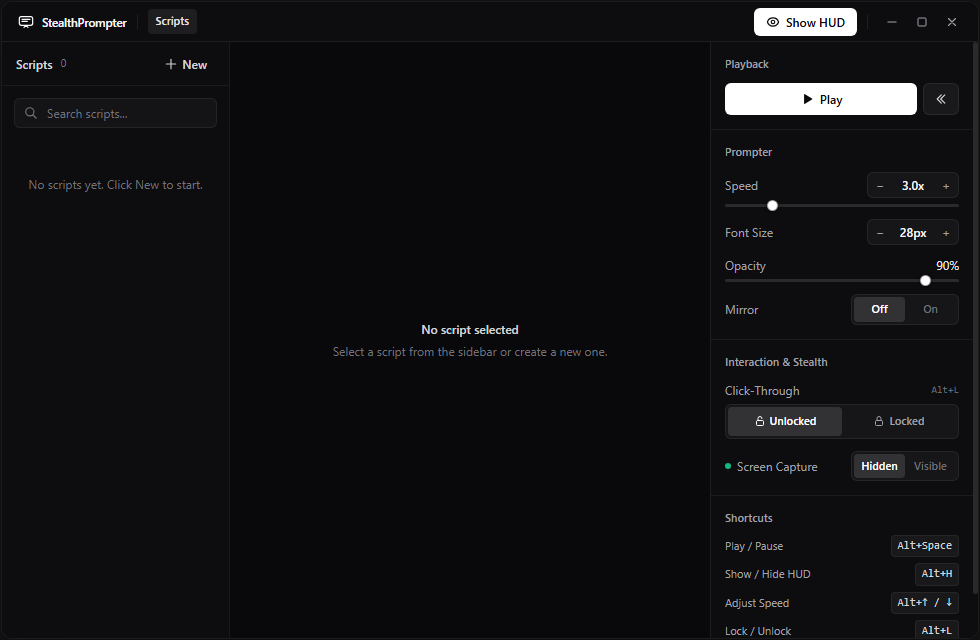 StealthPrompter Scripts Show HUD
Scripts 0 + New
Search scripts...
No scripts yet. Click New to start.
No script selected
Select a script from the sidebar or create a new one.
Playback
Play
Prompter
Speed − 3.0x +
Font Size − 28px +
Opacity 90%
Mirror Off On
Interaction & Stealth
Click-Through Alt+L
Unlocked Locked
Screen Capture Hidden Visible
Shortcuts
Play / Pause Alt+Space
Show / Hide HUD Alt+H
Adjust Speed Alt+↑ / ↓
Lock / Unlock Alt+L